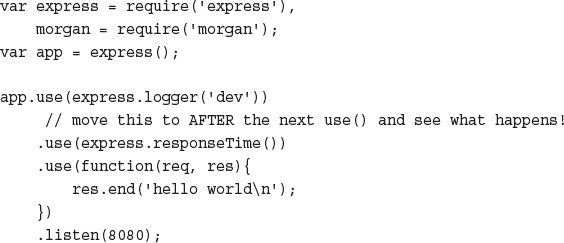 var express = require('express'),
    morgan = require('morgan');
var app = express();

app.use(express.logger('dev'))
     // move this to AFTER the next use() and see what happens!
    .use(express.responseTime())
    .use(function(req, res){
        res.end('hello world\n');
    })
    .listen(8080);